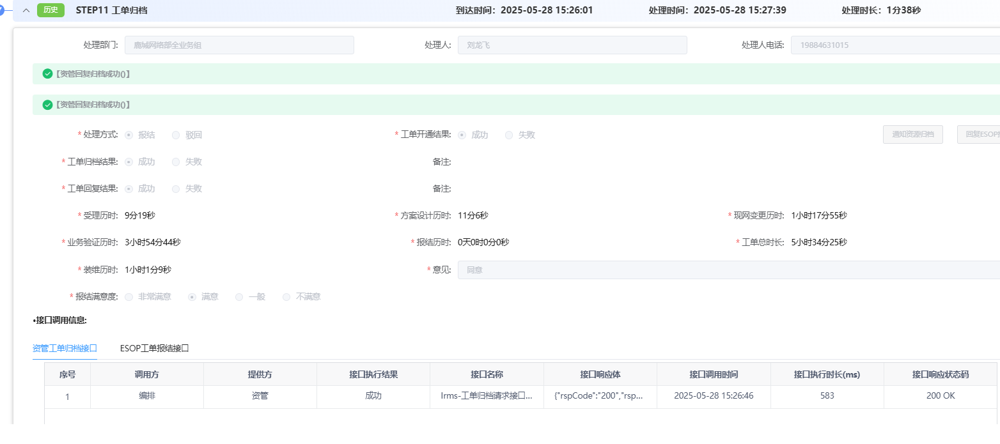 历史 STEP11 工单归档 到达时间：2025-05-28 15:26:01 处理时间：2025-05-28 15:27:39 处理时长：1分38秒
处理部门: 鹿城网络部全业务组 处理人: 刘龙飞 处理人电话: 19884631015
【资管回复归档成功()】
【资管回复归档成功()】
* 处理方式: 报结 驳回 * 工单开通结果: 成功 失败 通知资源归档 回复ESOP
* 工单归档结果: 成功 失败 备注:
* 工单回复结果: 成功 失败 备注:
* 受理历时: 9分19秒 * 方案设计历时: 11分6秒 * 现网变更历时: 1小时17分55秒
* 业务验证历时: 3小时54分44秒 * 报结历时: 0天0时0分0秒 * 工单总时长: 5小时34分25秒
* 装维历时: 1小时1分9秒 * 意见: 同意
* 报结满意度: 非常满意 满意 一般 不满意
•接口调用信息:
资管工单归档接口 ESOP工单报结接口
序号 调用方 提供方 接口执行结果 接口名称 接口响应体 接口调用时间 接口执行时长(ms) 接口响应状态码
1 编排 资管 成功 Irms-工单归档请求接口... {"rspCode":"200","rsp... 2025-05-28 15:26:46 583 200 OK